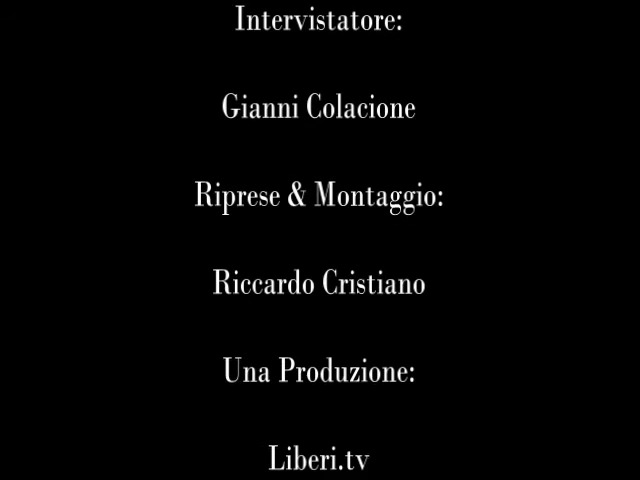 Intervistatore:
Gianni Colacione
Riprese & Montaggio:
Riccardo Cristiano
Una Produzione:
Liberi.tv